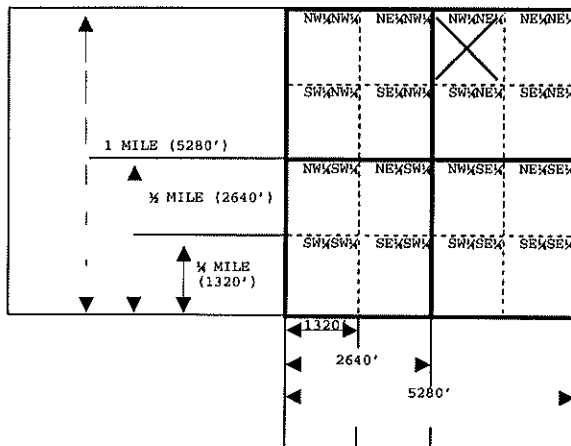 NW¼NW¼ NE¼NW¼ NW¼NE¼ NE¼NE¼
SW¼NW¼ SE¼NW¼ SW¼NE¼ SE¼NE¼
1 MILE (5280')
NW¼SW¼ NE¼SW¼ NW¼SE¼ NE¼SE¼
½ MILE (2640')
SW¼SW¼ SE¼SW¼ SW¼SE¼ SE¼SE¼
¼ MILE
(1320')
1320'
2640'
5280'